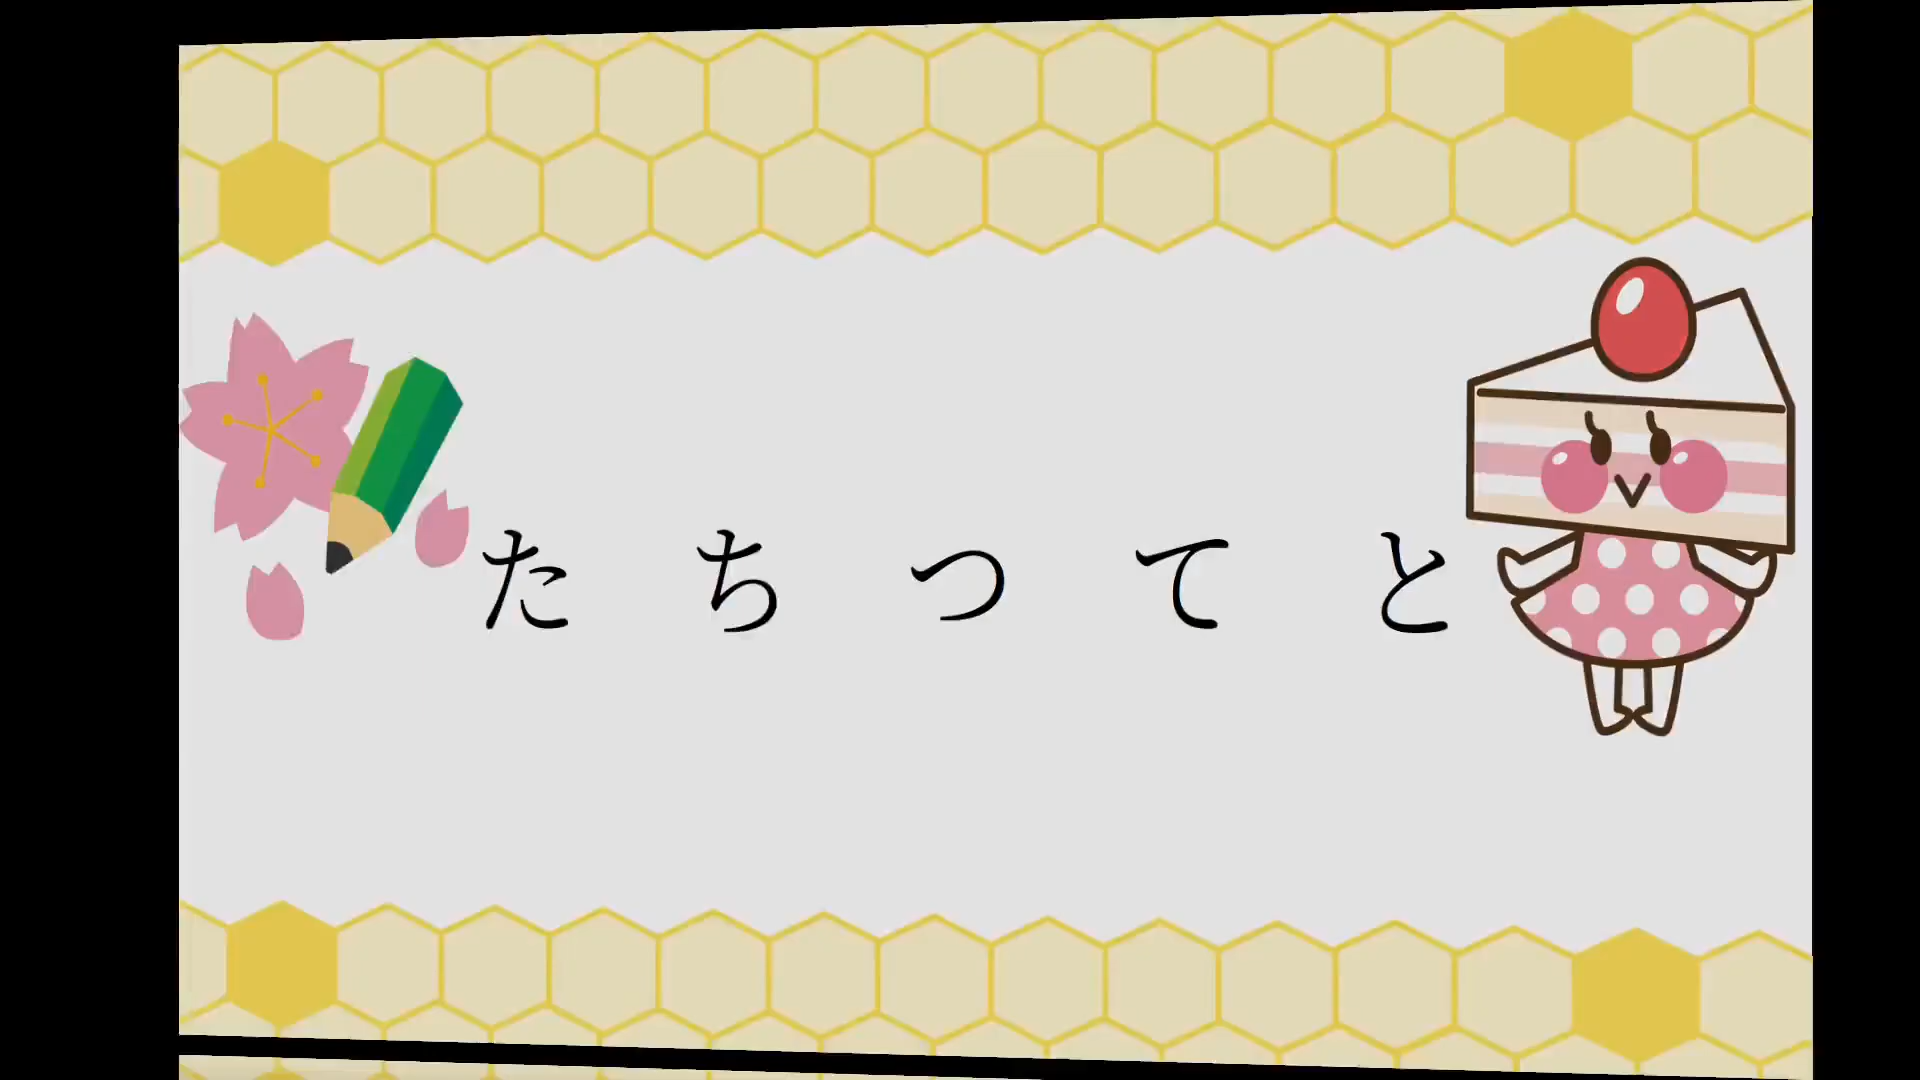 た ち つ て と